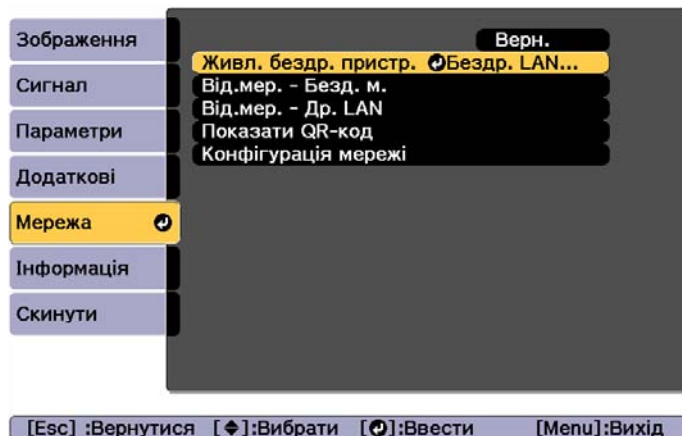 Зображення
Сигнал
Параметри
Додаткові
Мережа
Інформація
Скинути
Верн.
Живл. бездр. пристр. Бездр. LAN...
Від.мер. - Безд. м.
Від.мер. - Др. LAN
Показати QR-код
Конфігурація мережі
[Esc] :Вернутися [◆]:Вибрати [⏎]:Ввести [Menu]:Вихід